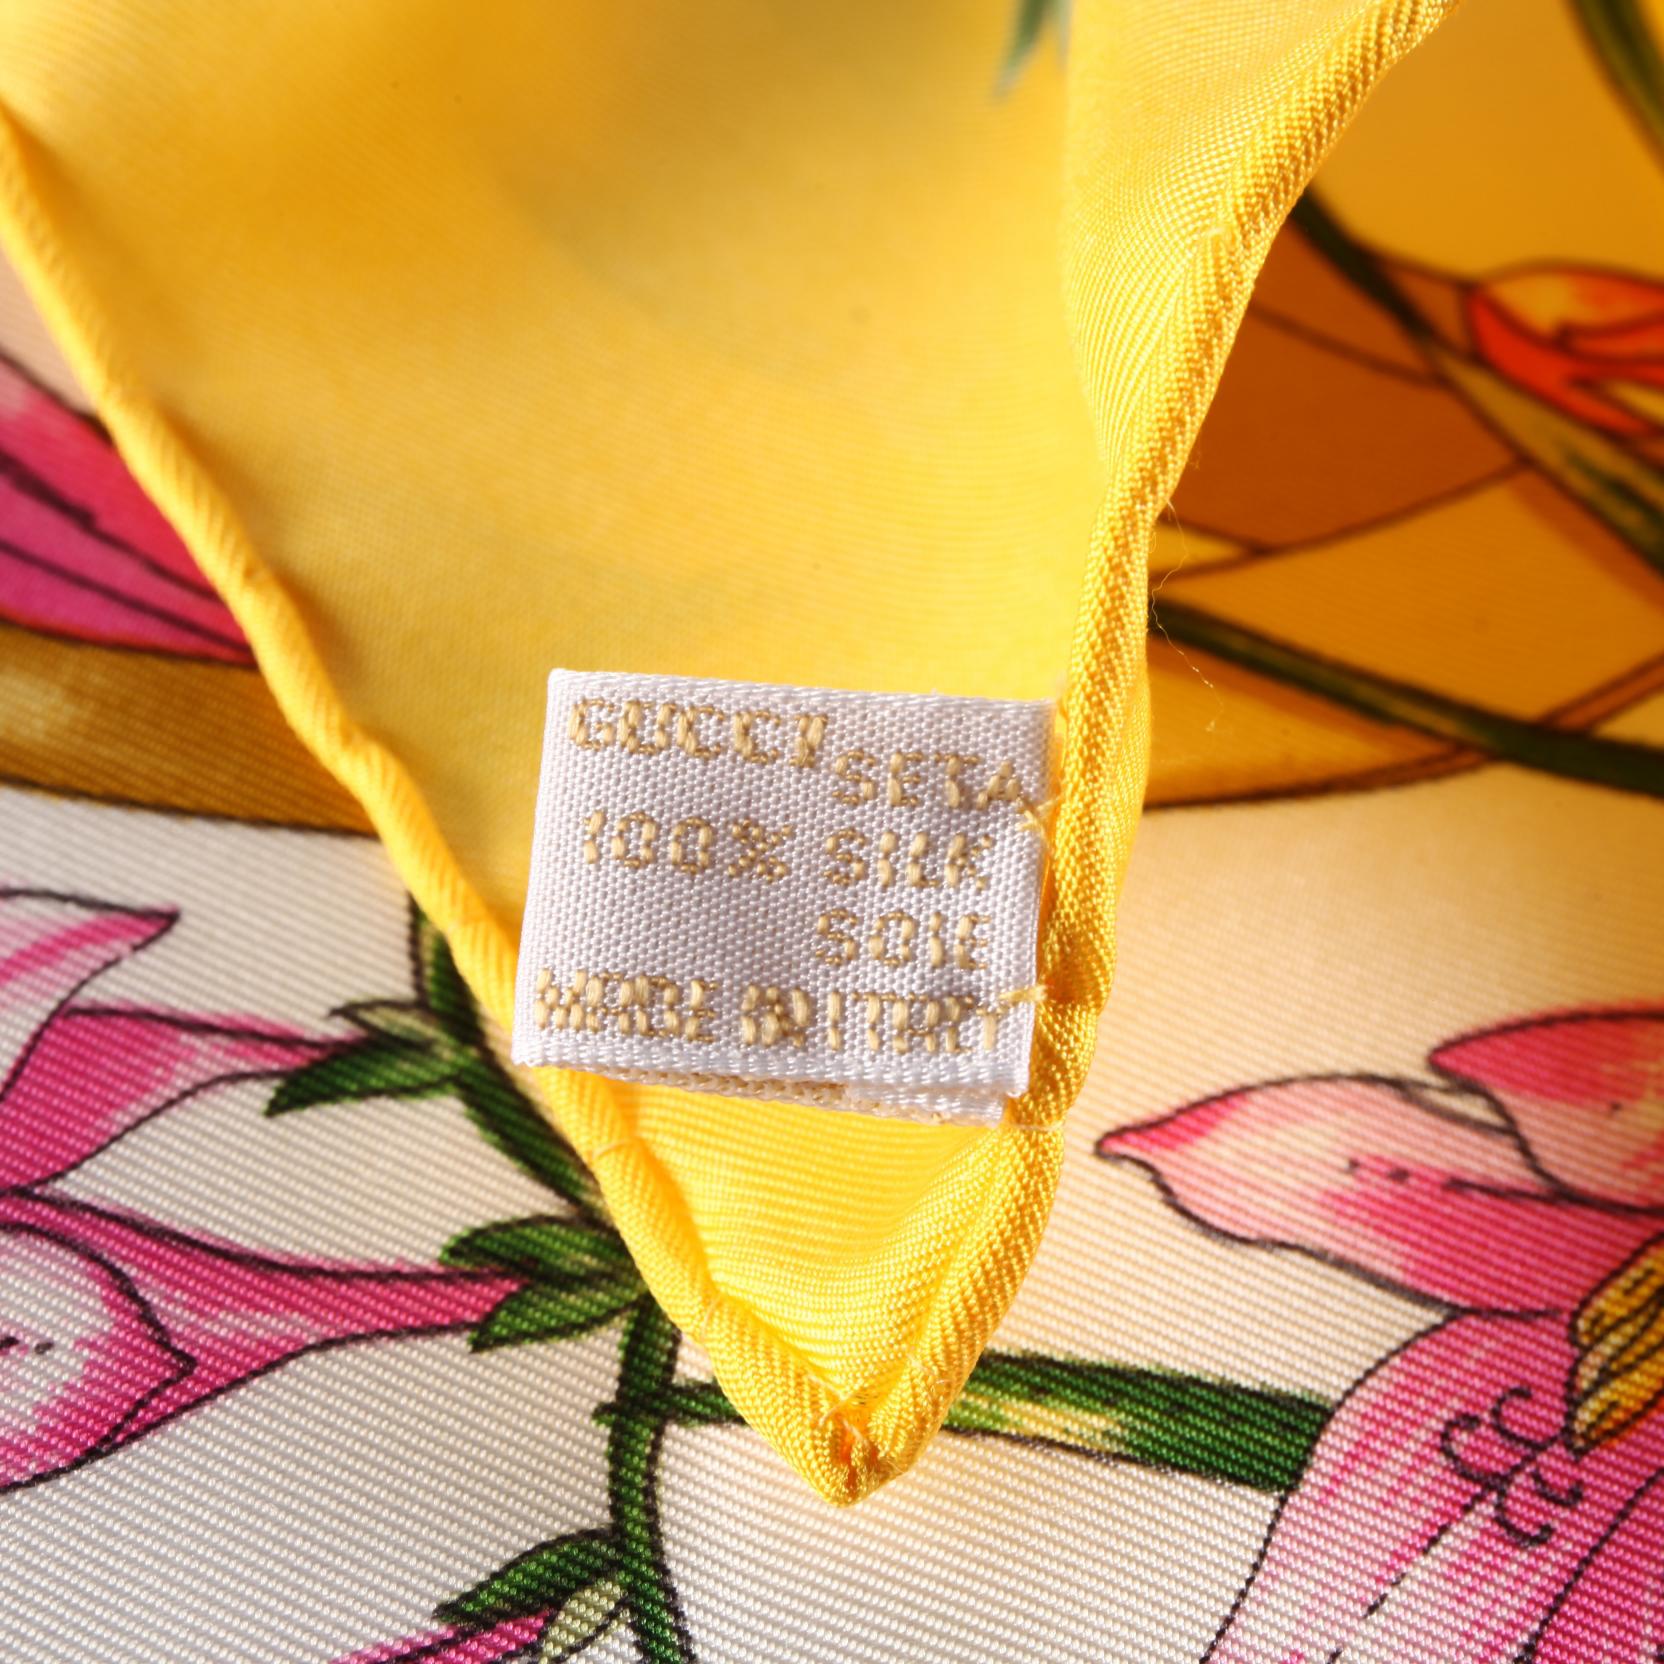 GUCCI SETA
100% SILK
SOIE
MADE IN ITALY